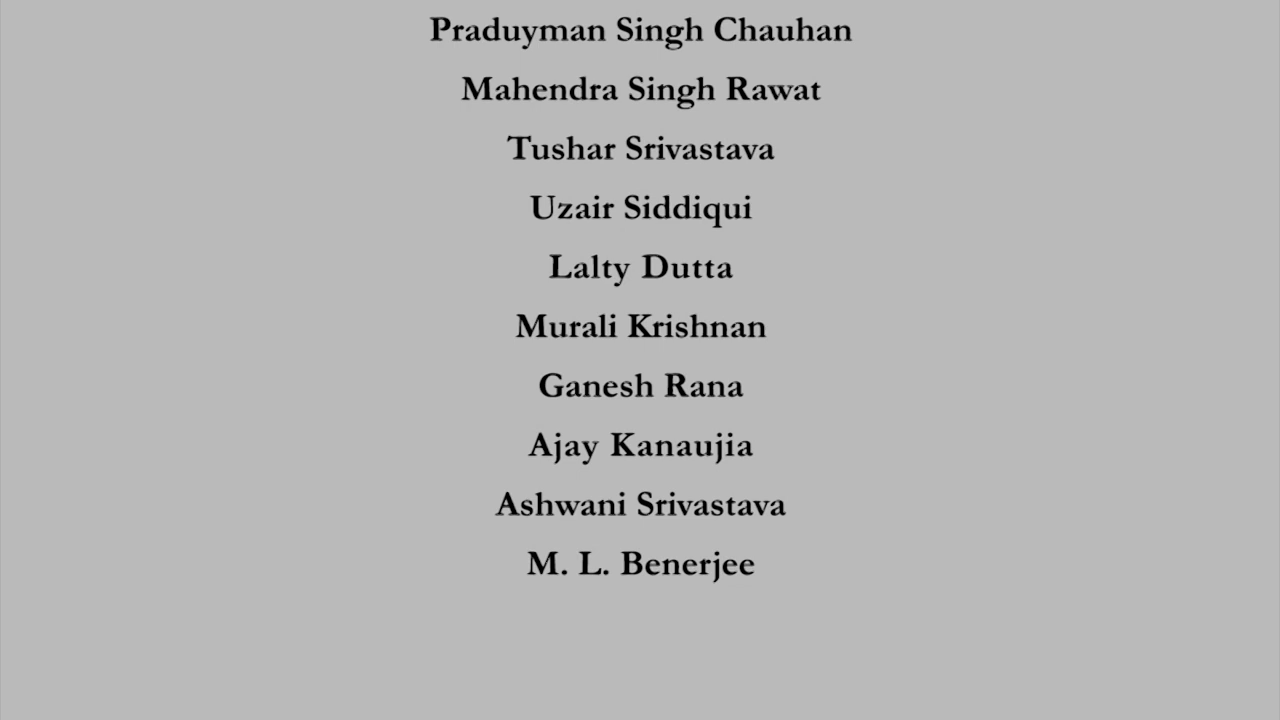 Praduyman Singh Chauhan
Mahendra Singh Rawat
Tushar Srivastava
Uzair Siddiqui
Lalty Dutta
Murali Krishnan
Ganesh Rana
Ajay Kanaujia
Ashwani Srivastava
M. L. Benerjee